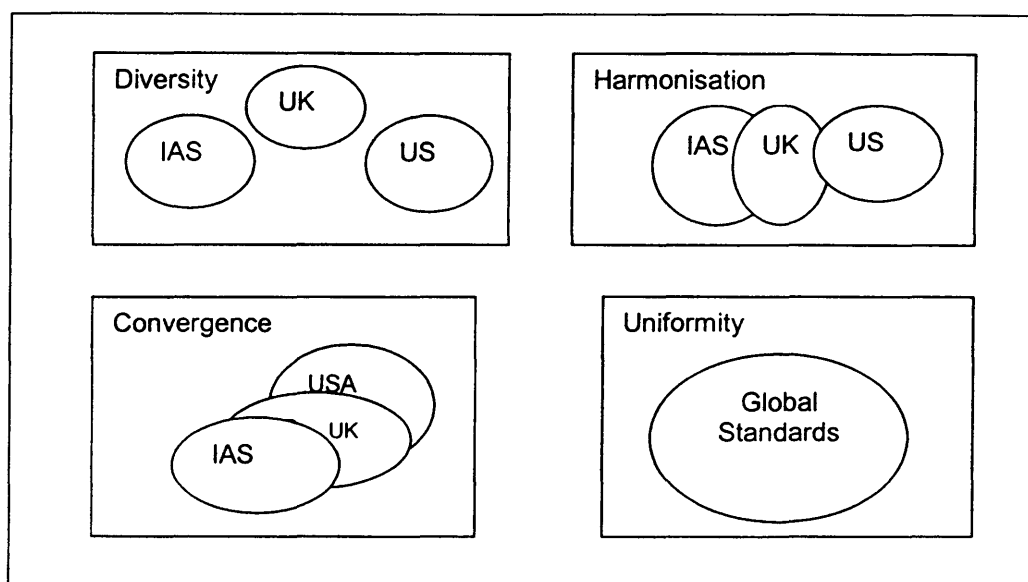 Diversity
UK
IAS
US
Harmonisation
IAS
UK
US
Convergence
USA
UK
IAS
Uniformity
Global
Standards